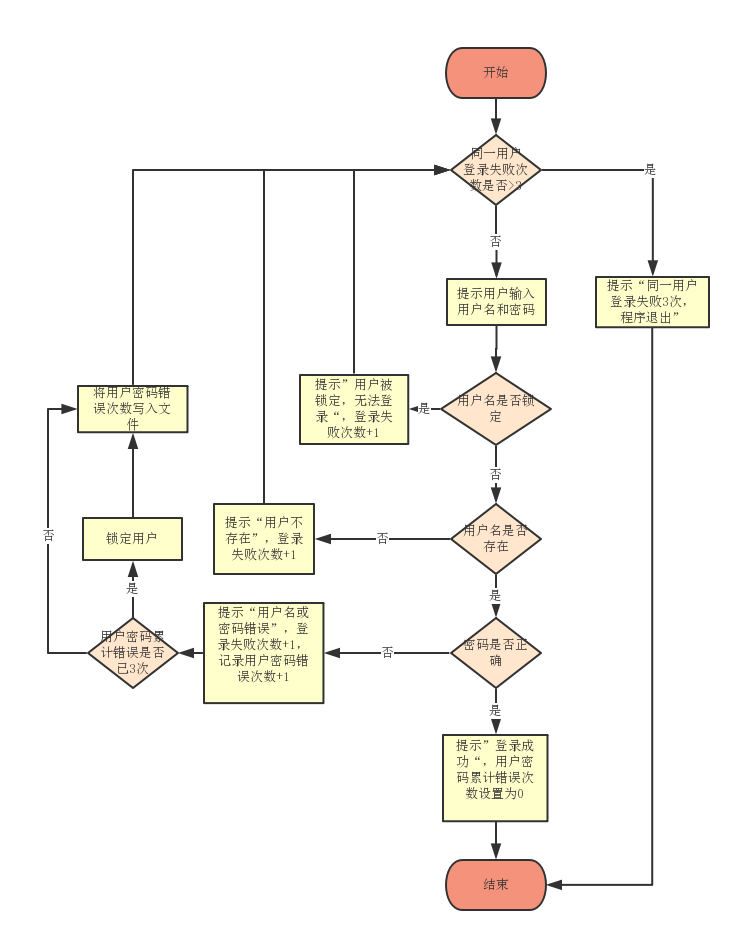 开始
同一用户
登录失败次
数是否>3
是
否
提示用户输入
用户名和密码
提示“同一用户
登录失败3次，
程序退出”
提示”用户被
锁定，无法登
录“，登录失
败次数+1
是
用户名是否锁
定
将用户密码错
误次数写入文
件
否
否
锁定用户
提示“用户不
存在”，登录
失败次数+1
否
用户名是否
存在
是
是
用户密码累
计错误是否
已3次
提示“用户名或
密码错误”，登
录失败次数+1，
记录用户密码错
误次数+1
否
密码是否正
确
是
提示”登录成
功“，用户密
码累计错误次
数设置为0
结束